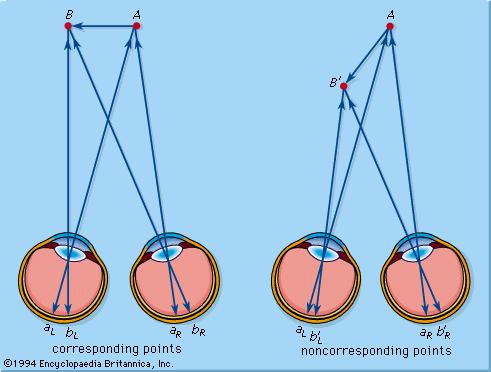 B A
A
B'
aL bL aR bR
aL b'L aR b'R
corresponding points
noncorresponding points
©1994 Encyclopaedia Britannica, Inc.